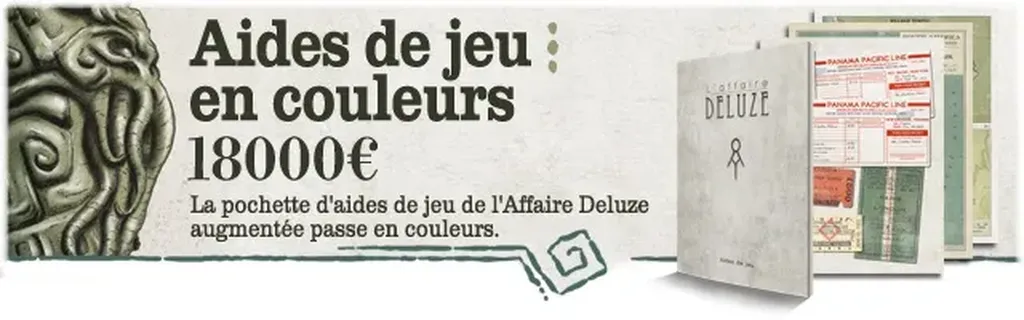 Aides de jeu :
en couleurs
18000€
La pochette d'aides de jeu de l'Affaire Deluze
augmentée passe en couleurs.
L'affaire
DELUZE
PANAMA PACIFIC LINE
PANAMA PACIFIC LINE